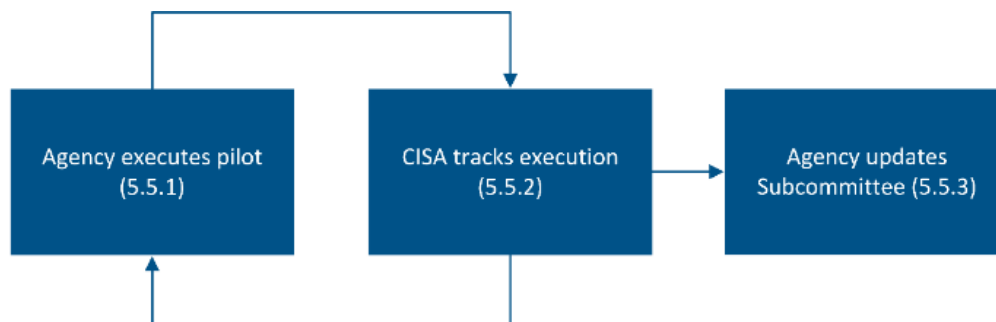 Agency executes pilot
(5.5.1)
CISA tracks execution
(5.5.2)
Agency updates
Subcommittee (5.5.3)